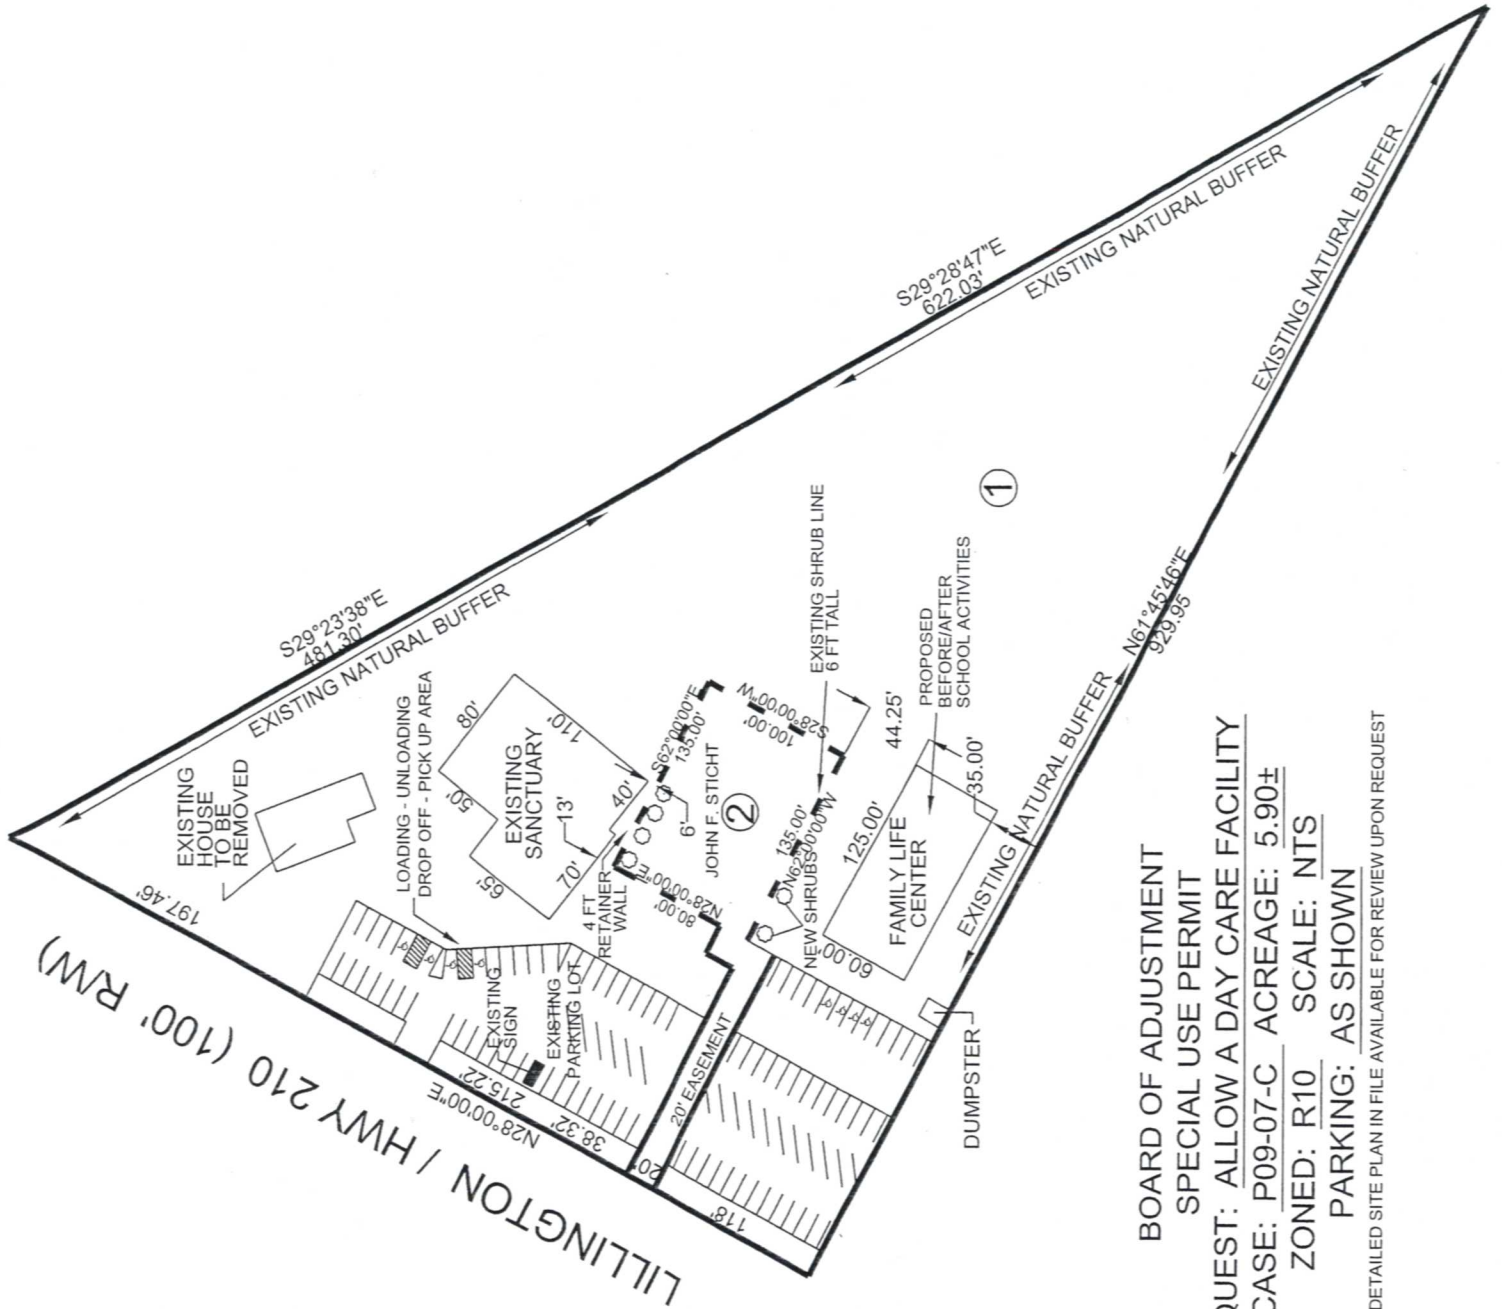 S29°28'47"E
622.03'
EXISTING NATURAL BUFFER
EXISTING NATURAL BUFFER
S29°23'38"E
481.30'
EXISTING NATURAL BUFFER
EXISTING
HOUSE
TO BE
REMOVED
LOADING - UNLOADING
DROP OFF - PICK UP AREA
80'
110'
50'
EXISTING
SANCTUARY
13'
40'
65'
70'
4 FT
RETAINER
WALL
6'
S62°00'00"E
135.00'
S28°00'00"W
100.00'
JOHN F. STICHT
2
N28°00'00"E
80.00'
135.00'
N62°00'00"W
NEW SHRUBS
EXISTING SHRUB LINE
6 FT TALL
1
PROPOSED
BEFORE/AFTER
SCHOOL ACTIVITIES
44.25'
35.00'
125.00'
60.00'
FAMILY LIFE
CENTER
N61°45'46"E
929.95
EXISTING NATURAL BUFFER
DUMPSTER
197.46'
LILLINGTON / HWY 210 (100' R/W)
EXISTING
SIGN
EXISTING
PARKING LOT
N28°00'00"E
215.22'
38.32'
20'
20' EASEMENT
118'
BOARD OF ADJUSTMENT
SPECIAL USE PERMIT
QUEST: ALLOW A DAY CARE FACILITY
CASE: P09-07-C ACREAGE: 5.90±
ZONED: R10 SCALE: NTS
PARKING: AS SHOWN
DETAILED SITE PLAN IN FILE AVAILABLE FOR REVIEW UPON REQUEST